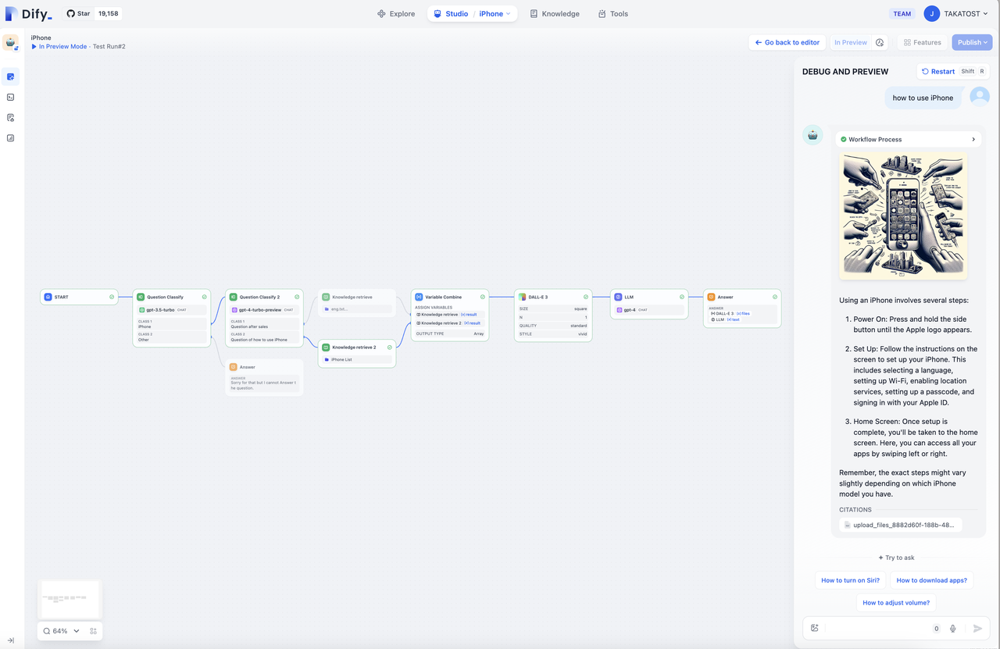 Dify_
Star 19,158
Explore
Studio / iPhone
Knowledge
Tools
TEAM
J
TAKATOST
iPhone
In Preview Mode · Test Run#2
Go back to editor
In Preview
Features
Publish
START
Question Classify
gpt-3.5-turbo CHAT
CLASS 1
iPhone
CLASS 2
Other
Question Classify 2
gpt-4-turbo-preview CHAT
CLASS 1
Question after sales
CLASS 2
Question of how to use iPhone
Answer
ANSWER
Sorry for that but I cannot Answer t
he question.
Knowledge retrieve
eng.txt...
Knowledge retrieve 2
iPhone List
Variable Combine
ASSIGN VARIABLES
Knowledge retrieve {x} result
Knowledge retrieve 2 {x} result
OUTPUT TYPE Array
DALL-E 3
SIZE square
N 1
QUALITY standard
STYLE vivid
LLM
gpt-4 CHAT
Answer
ANSWER
DALL-E 3 {x} files
LLM {x} text
64%
DEBUG AND PREVIEW
Restart Shift R
how to use iPhone
Workflow Process
Using an iPhone involves several steps:
1. Power On: Press and hold the side
button until the Apple logo appears.
2. Set Up: Follow the instructions on the
screen to set up your iPhone. This
includes selecting a language,
setting up Wi-Fi, enabling location
services, setting up a passcode, and
signing in with your Apple ID.
3. Home Screen: Once setup is
complete, you'll be taken to the home
screen. Here, you can access all your
apps by swiping left or right.
Remember, the exact steps might vary
slightly depending on which iPhone
model you have.
CITATIONS
upload_files_8882d60f-188b-48...
Try to ask
How to turn on Siri?
How to download apps?
How to adjust volume?
0